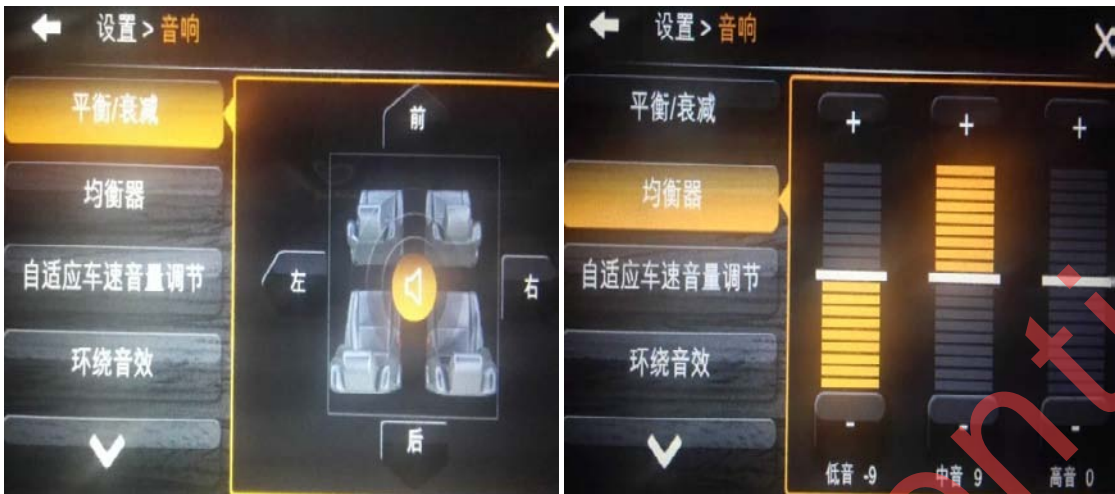 设置 > 音响
平衡/衰减
均衡器
自适应车速音量调节
环绕音效
前
左
右
后
设置 > 音响
平衡/衰减
均衡器
自适应车速音量调节
环绕音效
+ + +
- - -
低音 -9 中音 9 高音 0